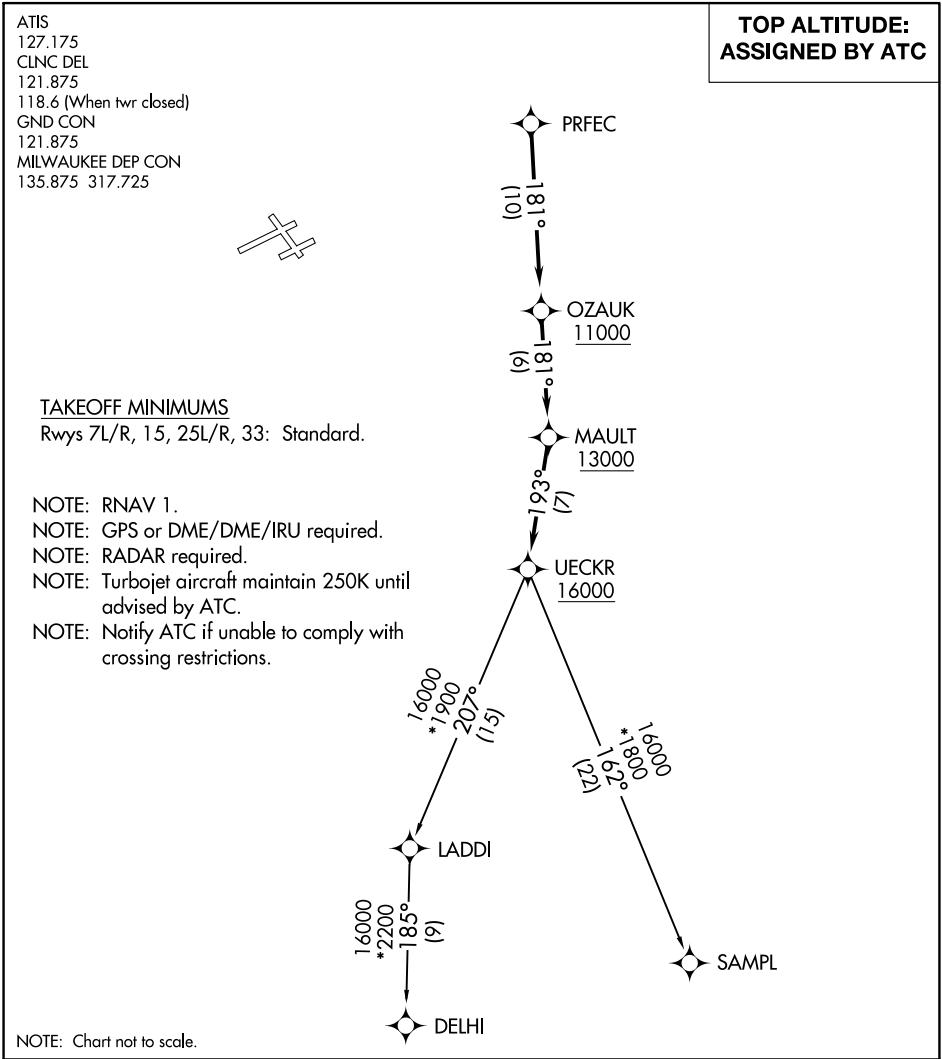 ATIS
127.175
CLNC DEL
121.875
118.6 (When twr closed)
GND CON
121.875
MILWAUKEE DEP CON
135.875 317.725
TOP ALTITUDE:
ASSIGNED BY ATC
PRFEC
181°
(10)
OZAUK
11000
181°
(9)
MAULT
13000
193°
(7)
UECKR
16000
TAKEOFF MINIMUMS
Rwys 7L/R, 15, 25L/R, 33: Standard.
NOTE: RNAV 1.
NOTE: GPS or DME/DME/IRU required.
NOTE: RADAR required.
NOTE: Turbojet aircraft maintain 250K until
advised by ATC.
NOTE: Notify ATC if unable to comply with
crossing restrictions.
16000
*1900
207°
(15)
16000
*1800
162°
(22)
LADDI
16000
*2200
185°
(9)
SAMPL
DELHI
NOTE: Chart not to scale.